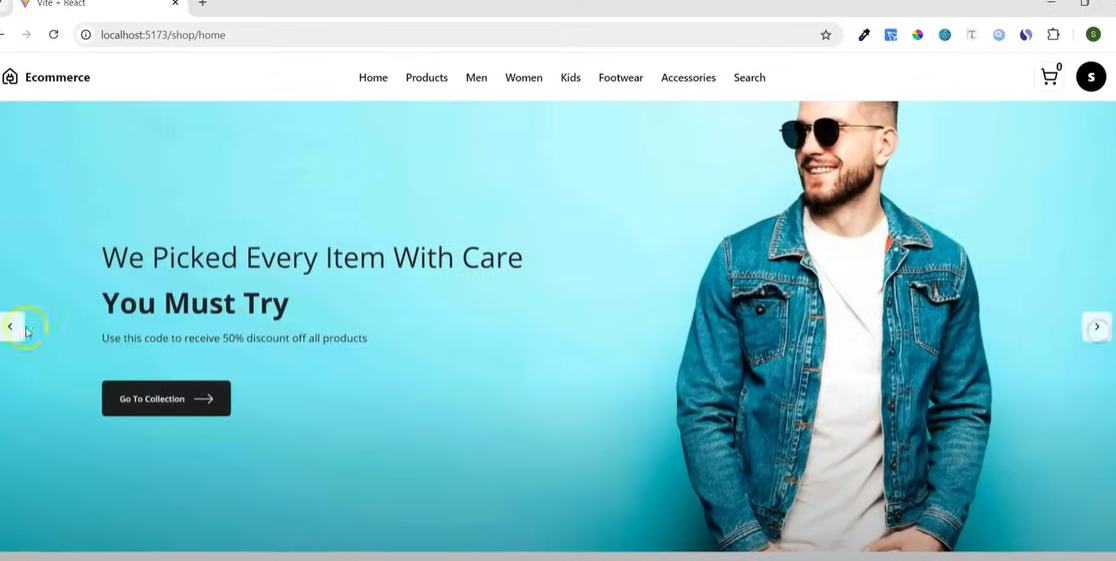 Vite + React
localhost:5173/shop/home
S
Ecommerce
Home Products Men Women Kids Footwear Accessories Search
0
S
We Picked Every Item With Care
You Must Try
Use this code to receive 50% discount off all products
Go To Collection